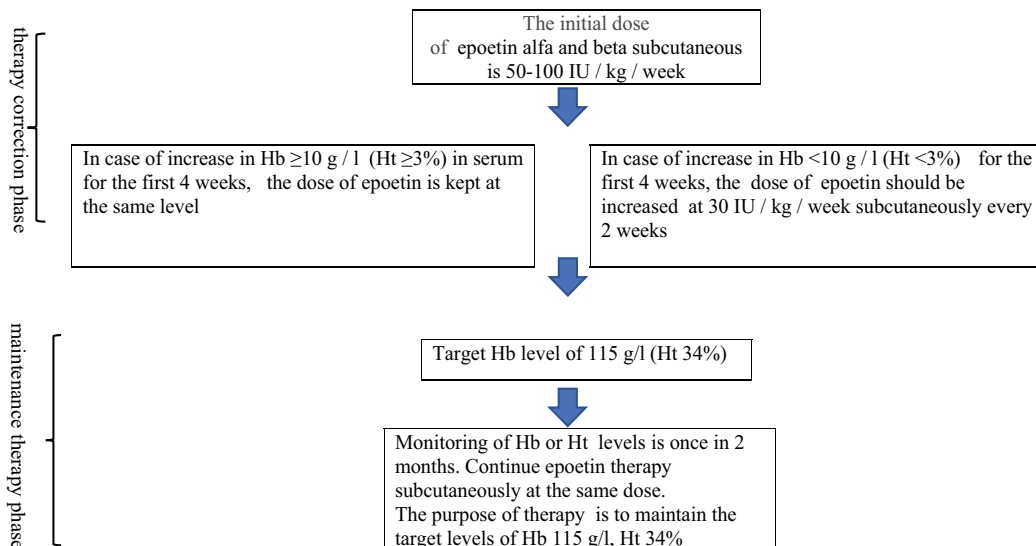 therapy correction phase
The initial dose
of epoetin alfa and beta subcutaneous
is 50-100 IU / kg / week
In case of increase in Hb ≥10 g / l (Ht ≥3%) in serum
for the first 4 weeks, the dose of epoetin is kept at
the same level
In case of increase in Hb <10 g / l (Ht <3%) for the
first 4 weeks, the dose of epoetin should be
increased at 30 IU / kg / week subcutaneously every
2 weeks
maintenance therapy phase
Target Hb level of 115 g/l (Ht 34%)
Monitoring of Hb or Ht levels is once in 2
months. Continue epoetin therapy
subcutaneously at the same dose.
The purpose of therapy is to maintain the
target levels of Hb 115 g/l, Ht 34%